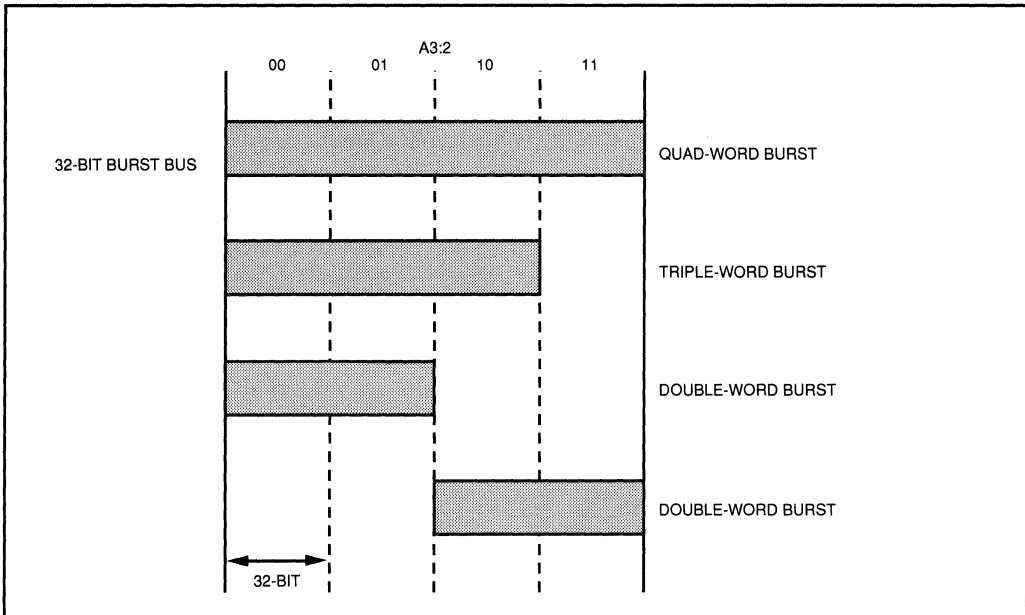 A3:2
00 01 10 11
32-BIT BURST BUS
QUAD-WORD BURST
TRIPLE-WORD BURST
DOUBLE-WORD BURST
DOUBLE-WORD BURST
32-BIT